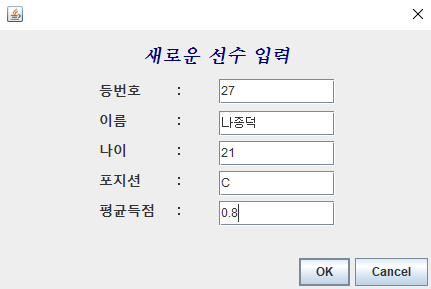 새로운 선수 입력
등번호 : 27
이름 : 나종덕
나이 : 21
포지션 : C
평균득점 : 0.8
OK Cancel